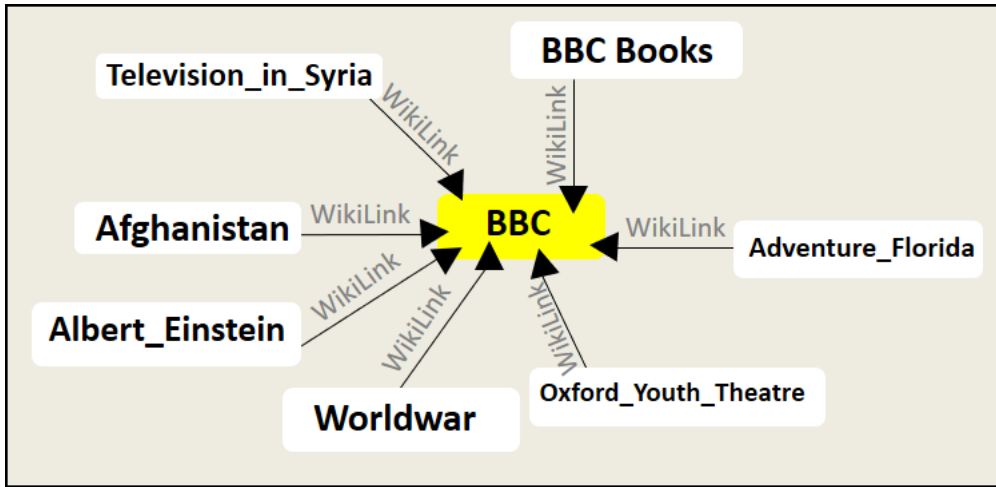 BBC Books
Television_in_Syria
WikiLink
WikiLink
Afghanistan
WikiLink
BBC
WikiLink
Adventure_Florida
WikiLink
Albert_Einstein
WikiLink
WikiLink
Oxford_Youth_Theatre
Worldwar